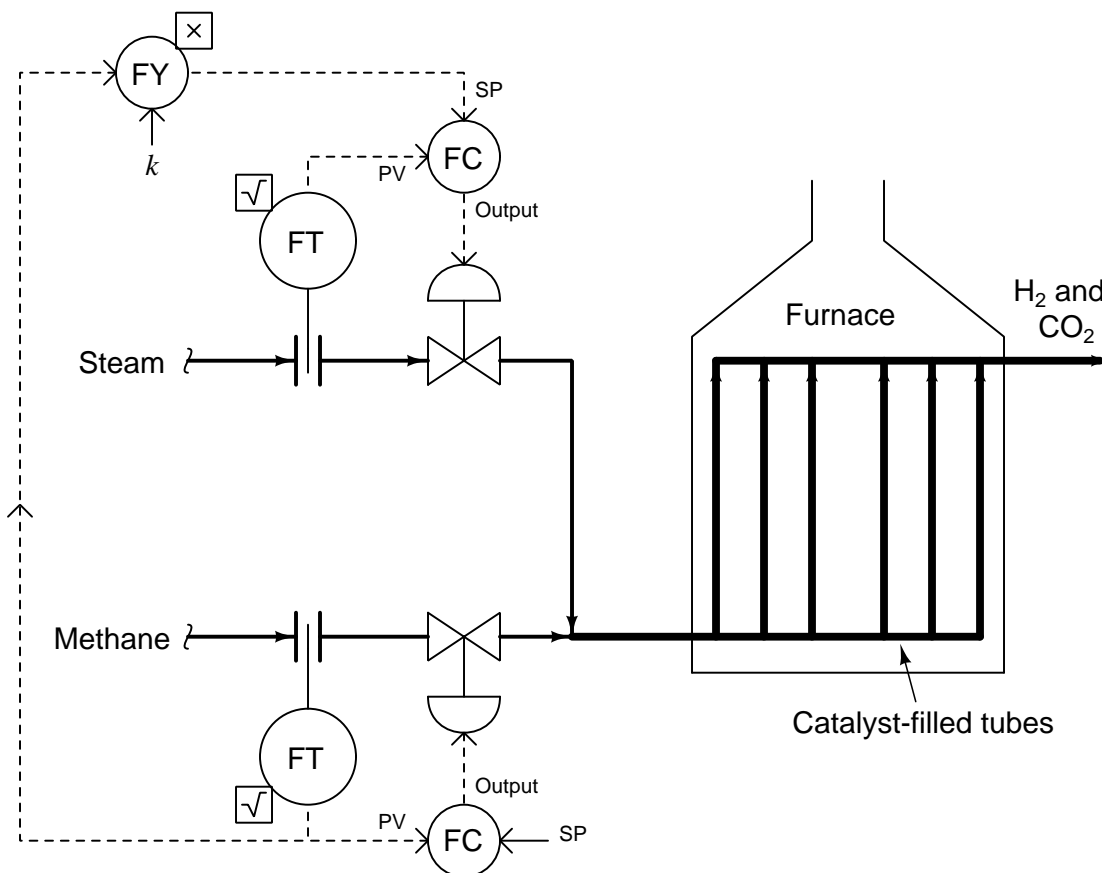 ×
FY
SP
k
PV
FC
√
FT
Output
Steam
Furnace
H₂ and
CO₂
Methane
Catalyst-filled tubes
FT
√
Output
PV
FC
SP